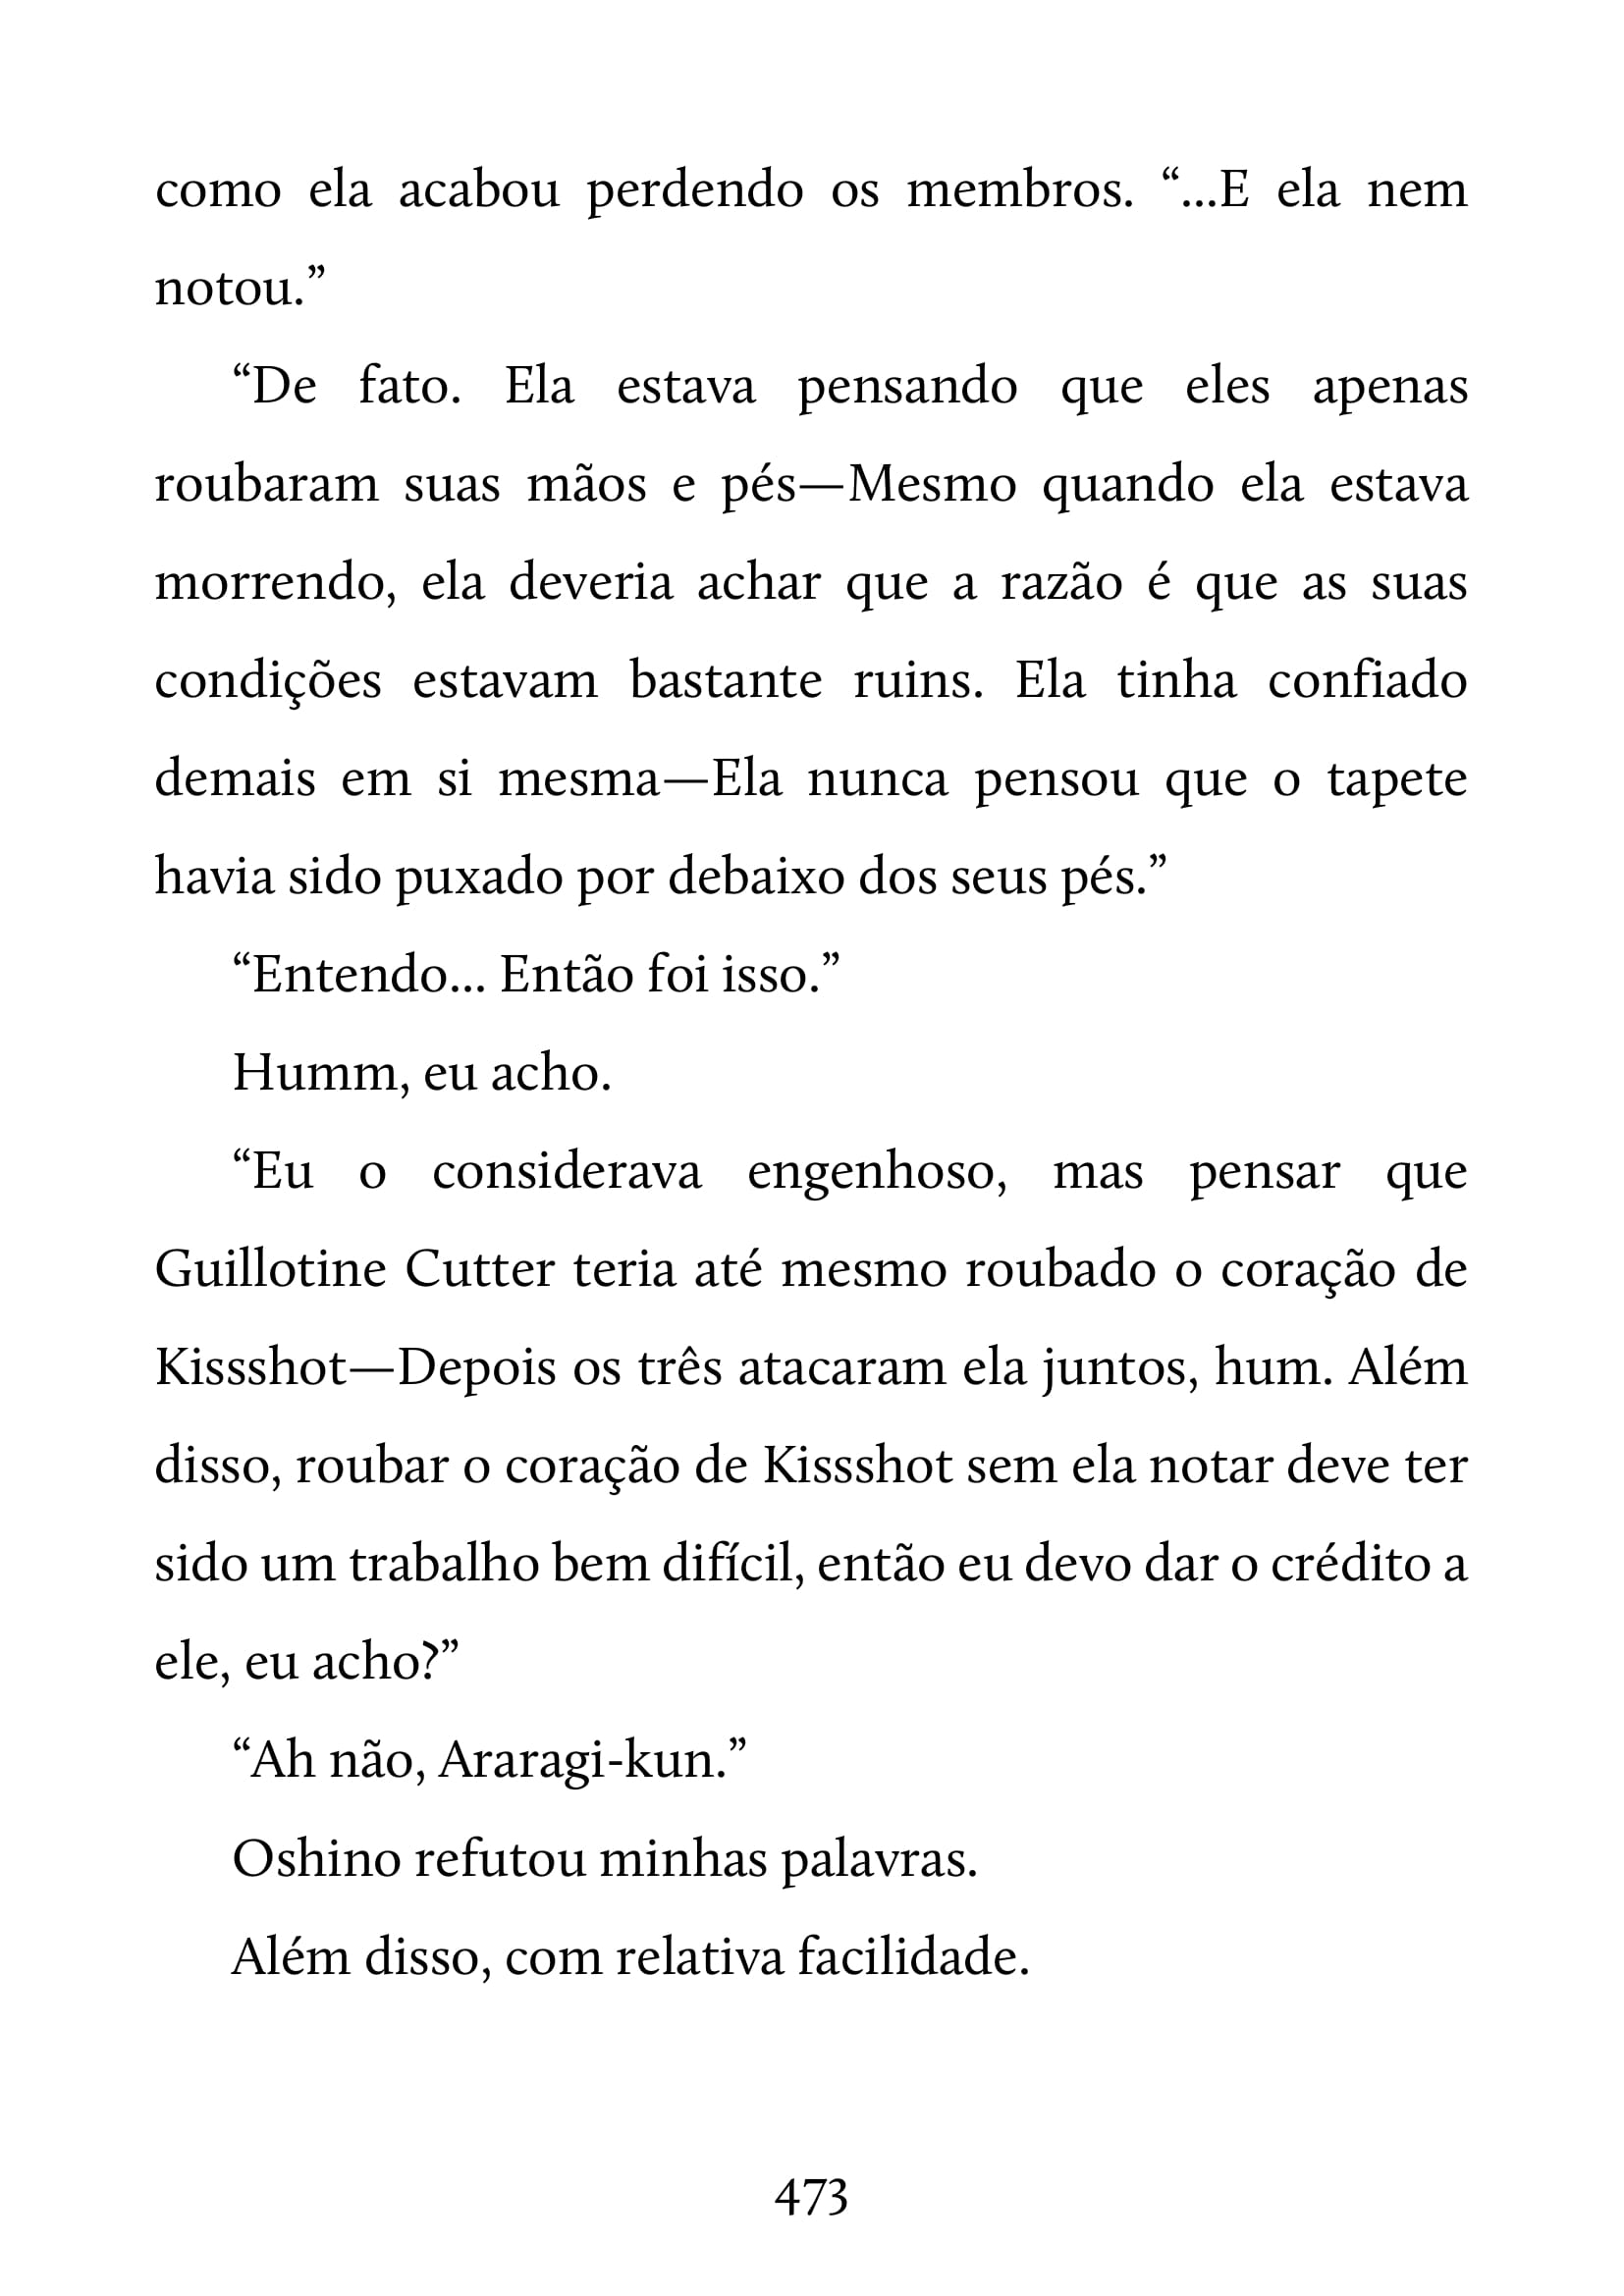 como ela acabou perdendo os membros. “...E ela nem
notou.”
“De fato. Ela estava pensando que eles apenas
roubaram suas mãos e pés—Mesmo quando ela estava
morrendo, ela deveria achar que a razão é que as suas
condições estavam bastante ruins. Ela tinha confiado
demais em si mesma—Ela nunca pensou que o tapete
havia sido puxado por debaixo dos seus pés.”
“Entendo... Então foi isso.”
Humm, eu acho.
“Eu o considerava engenhoso, mas pensar que
Guillotine Cutter teria até mesmo roubado o coração de
Kissshot—Depois os três atacaram ela juntos, hum. Além
disso, roubar o coração de Kissshot sem ela notar deve ter
sido um trabalho bem difícil, então eu devo dar o crédito a
ele, eu acho?”
“Ah não, Araragi-kun.”
Oshino refutou minhas palavras.
Além disso, com relativa facilidade.
473